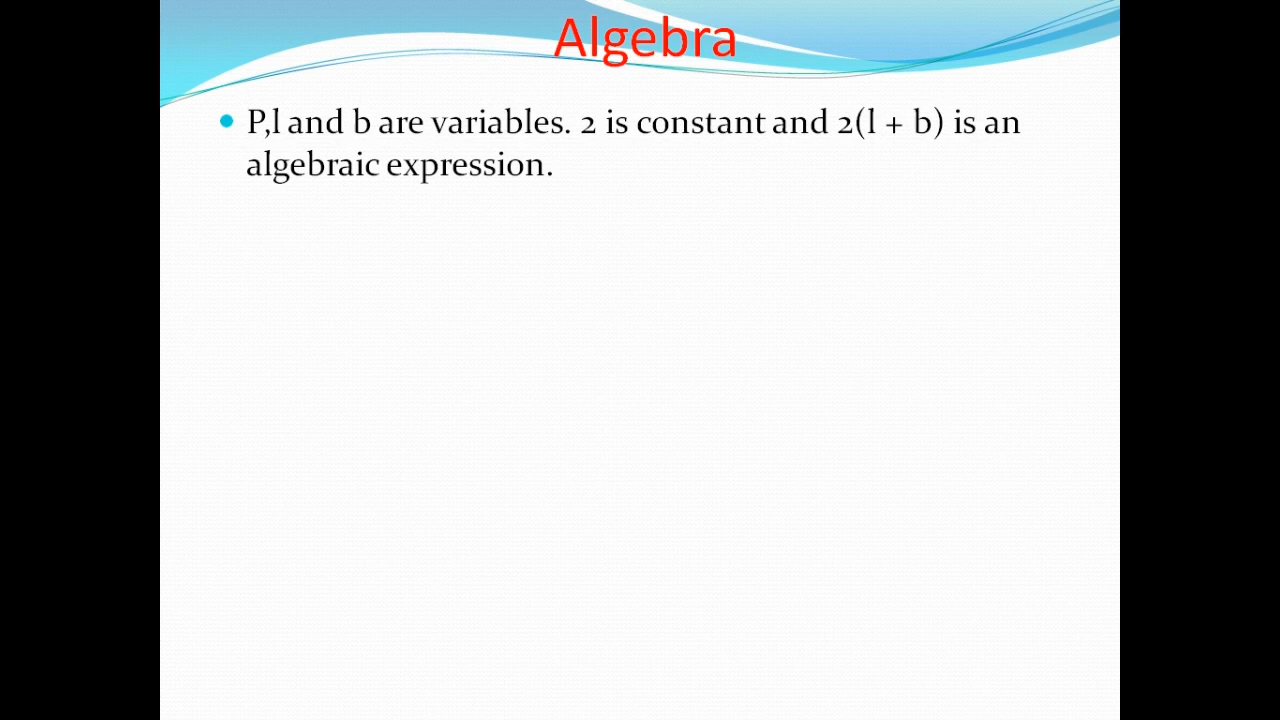 Algebra
P,l and b are variables. 2 is constant and 2(l + b) is an
algebraic expression.